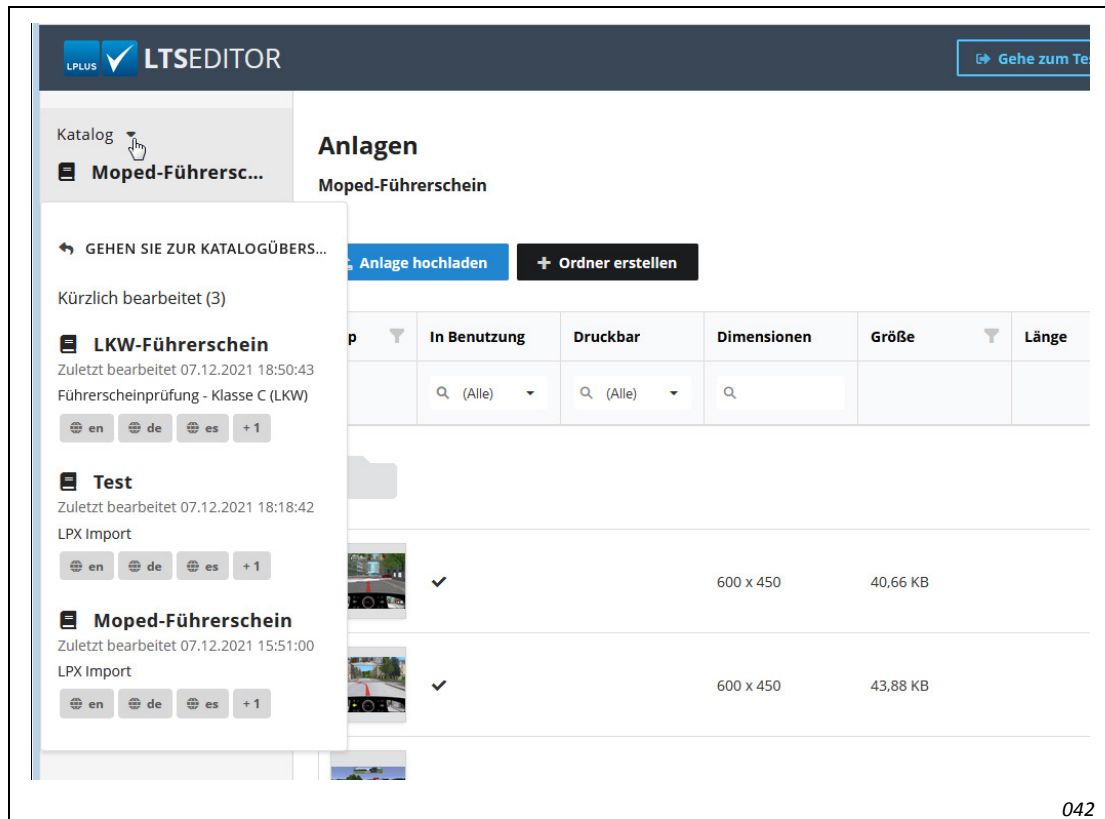 LPLUS LTSEDITOR
Gehe zum Te
Katalog
Moped-Führersc...
GEHEN SIE ZUR KATALOGÜBERS...
Kürzlich bearbeitet (3)
LKW-Führerschein
Zuletzt bearbeitet 07.12.2021 18:50:43
Führerscheinprüfung - Klasse C (LKW)
en de es +1
Test
Zuletzt bearbeitet 07.12.2021 18:18:42
LPX Import
en de es +1
Moped-Führerschein
Zuletzt bearbeitet 07.12.2021 15:51:00
LPX Import
en de es +1
Anlagen
Moped-Führerschein
Anlage hochladen + Ordner erstellen
p In Benutzung Druckbar Dimensionen Größe Länge
(Alle) (Alle)
600 x 450 40,66 KB
600 x 450 43,88 KB
042